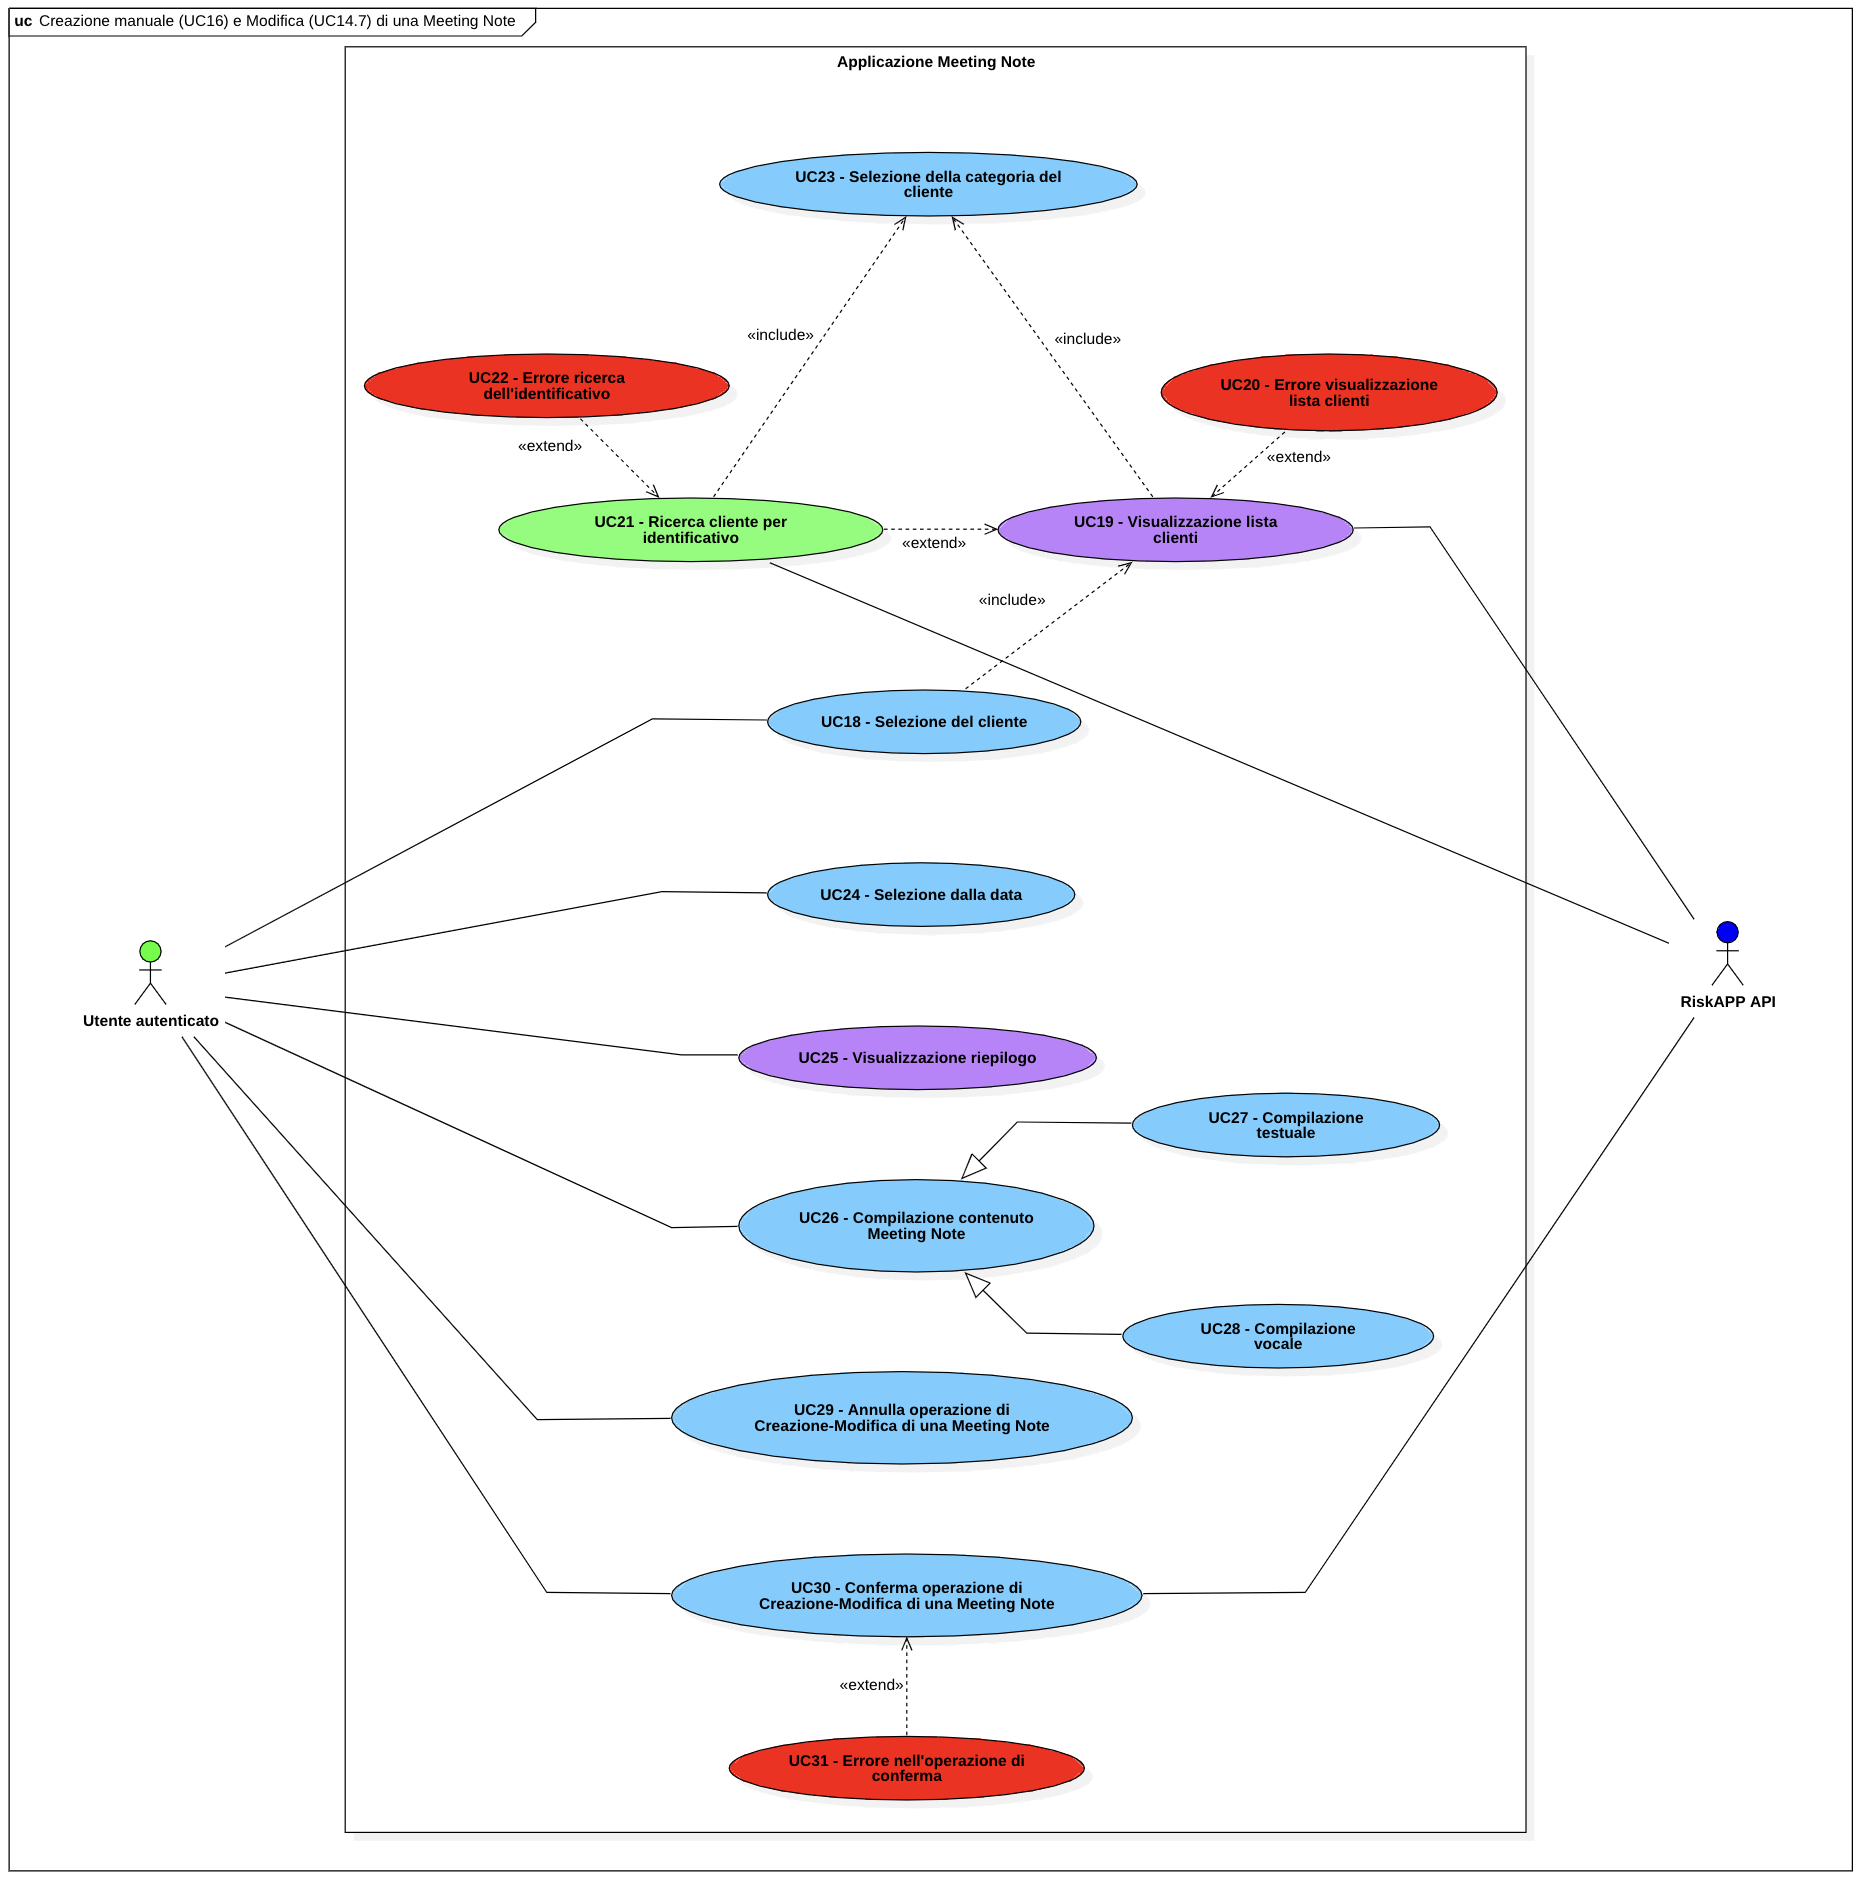 uc Creazione manuale (UC16) e Modifica (UC14.7) di una Meeting Note
Applicazione Meeting Note
UC23 - Selezione della categoria del
cliente
«include»
«include»
UC22 - Errore ricerca
dell'identificativo
UC20 - Errore visualizzazione
lista clienti
«extend»
«extend»
UC21 - Ricerca cliente per
identificativo
«extend»
UC19 - Visualizzazione lista
clienti
«include»
UC18 - Selezione del cliente
UC24 - Selezione dalla data
Utente autenticato
RiskAPP API
UC25 - Visualizzazione riepilogo
UC27 - Compilazione
testuale
UC26 - Compilazione contenuto
Meeting Note
UC28 - Compilazione
vocale
UC29 - Annulla operazione di
Creazione-Modifica di una Meeting Note
UC30 - Conferma operazione di
Creazione-Modifica di una Meeting Note
«extend»
UC31 - Errore nell'operazione di
conferma